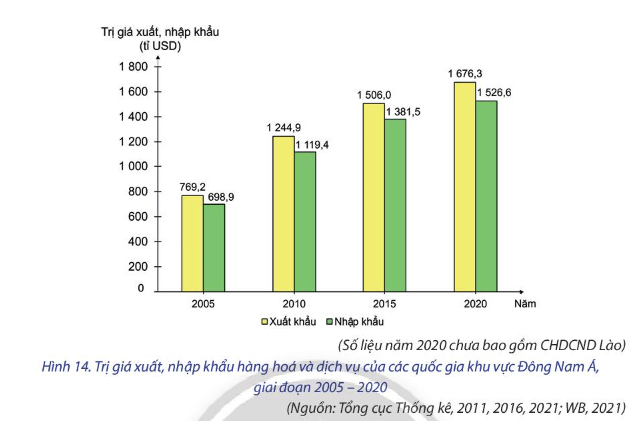 Trị giá xuất, nhập khẩu
(tỉ USD)
1 800
1 600
1 400
1 200
1 000
800
600
400
200
0
769,2
698,9
1 244,9
1 119,4
1 506,0
1 381,5
1 676,3
1 526,6
2005
2010
2015
2020
Năm
Xuất khẩu
Nhập khẩu
(Số liệu năm 2020 chưa bao gồm CHDCND Lào)
Hình 14. Trị giá xuất, nhập khẩu hàng hoá và dịch vụ của các quốc gia khu vực Đông Nam Á,
giai đoạn 2005 – 2020
(Nguồn: Tổng cục Thống kê, 2011, 2016, 2021; WB, 2021)